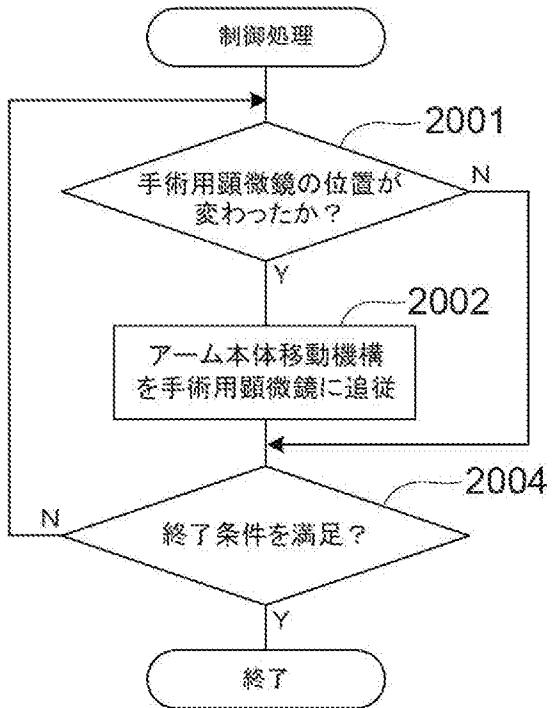 制御処理
2001
手術用顕微鏡の位置が
変わったか?
N
Y
2002
アーム本体移動機構
を手術用顕微鏡に追従
2004
N
終了条件を満足?
Y
終了